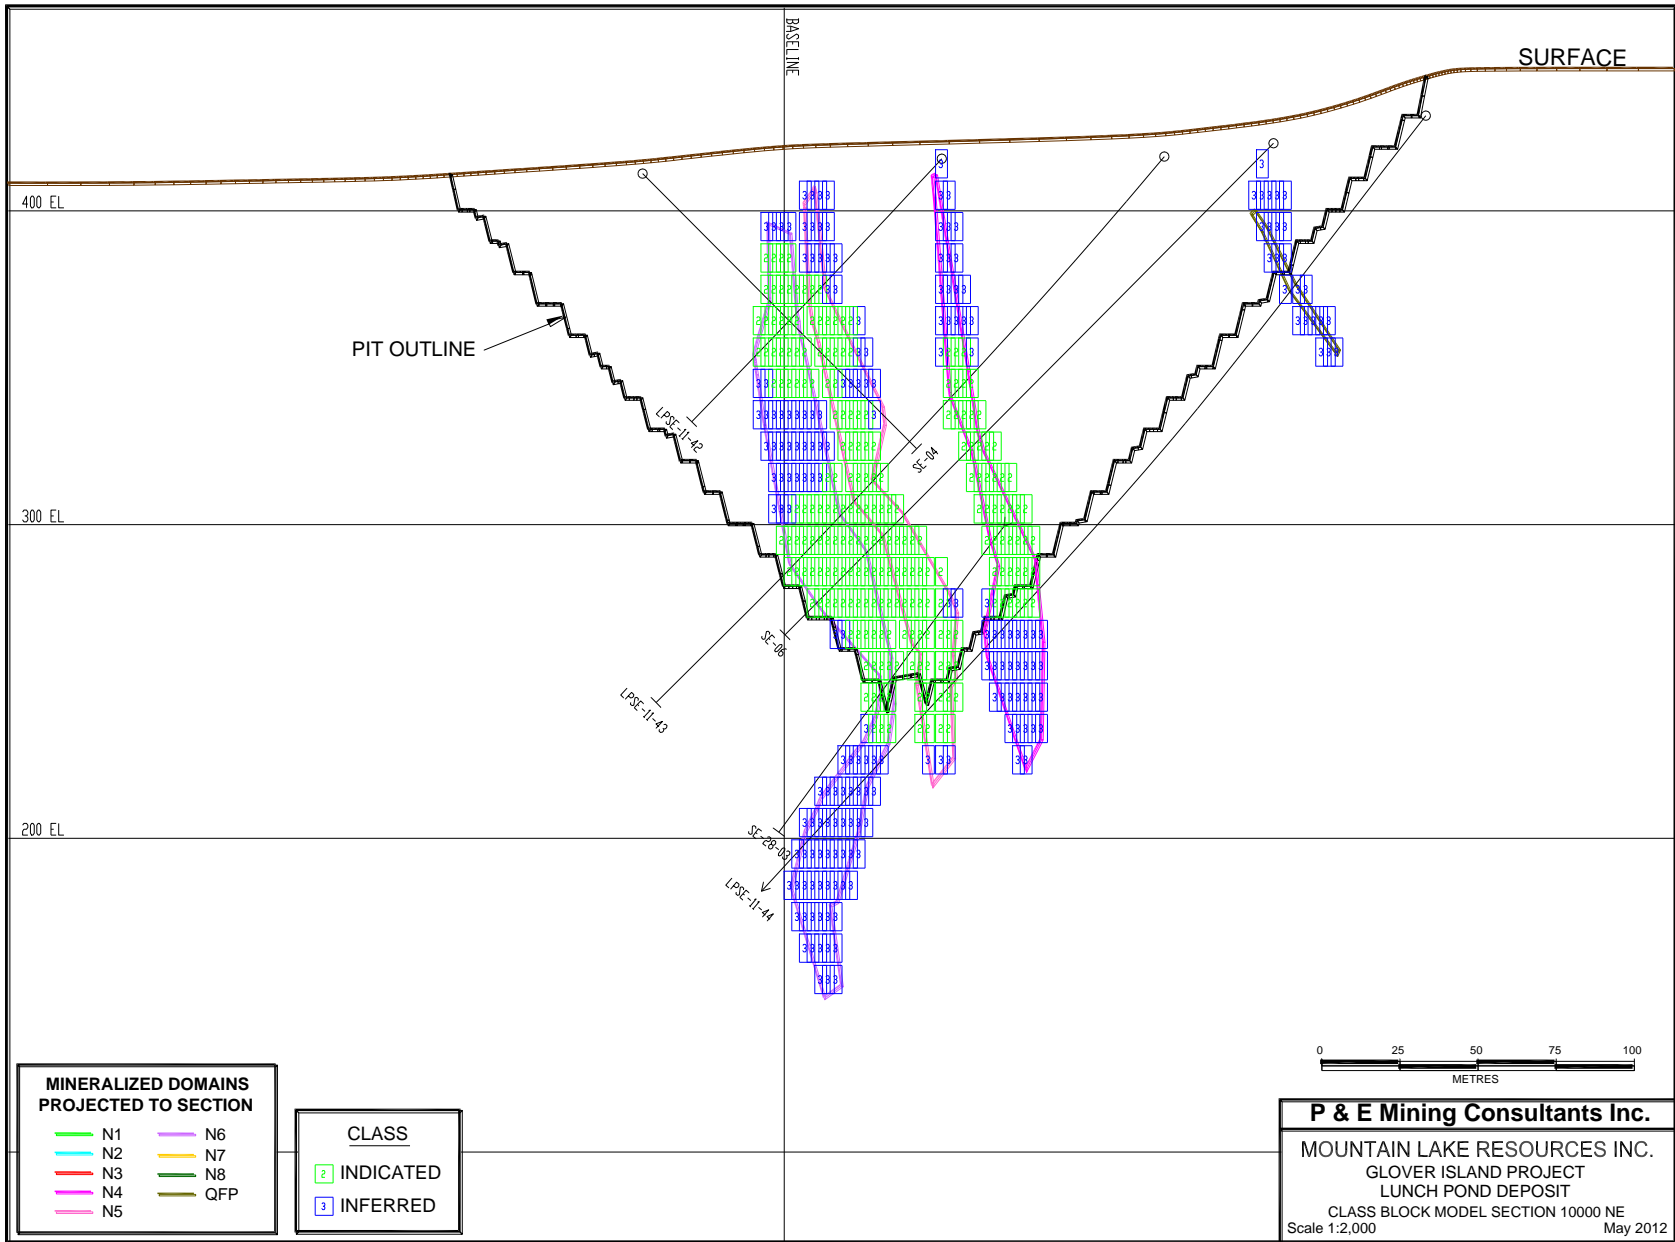 BASELINE
SURFACE
400 EL
PIT OUTLINE
LPSE-11-42
SE-04
300 EL
SE-06
LPSE-11-43
200 EL
SE-28-03
LPSE-11-44
0 25 50 75 100
METRES
MINERALIZED DOMAINS
PROJECTED TO SECTION
N1 N6
N2 N7
N3 N8
N4 QFP
N5
CLASS
2 INDICATED
3 INFERRED
P & E Mining Consultants Inc.
MOUNTAIN LAKE RESOURCES INC.
GLOVER ISLAND PROJECT
LUNCH POND DEPOSIT
CLASS BLOCK MODEL SECTION 10000 NE
Scale 1:2,000 May 2012